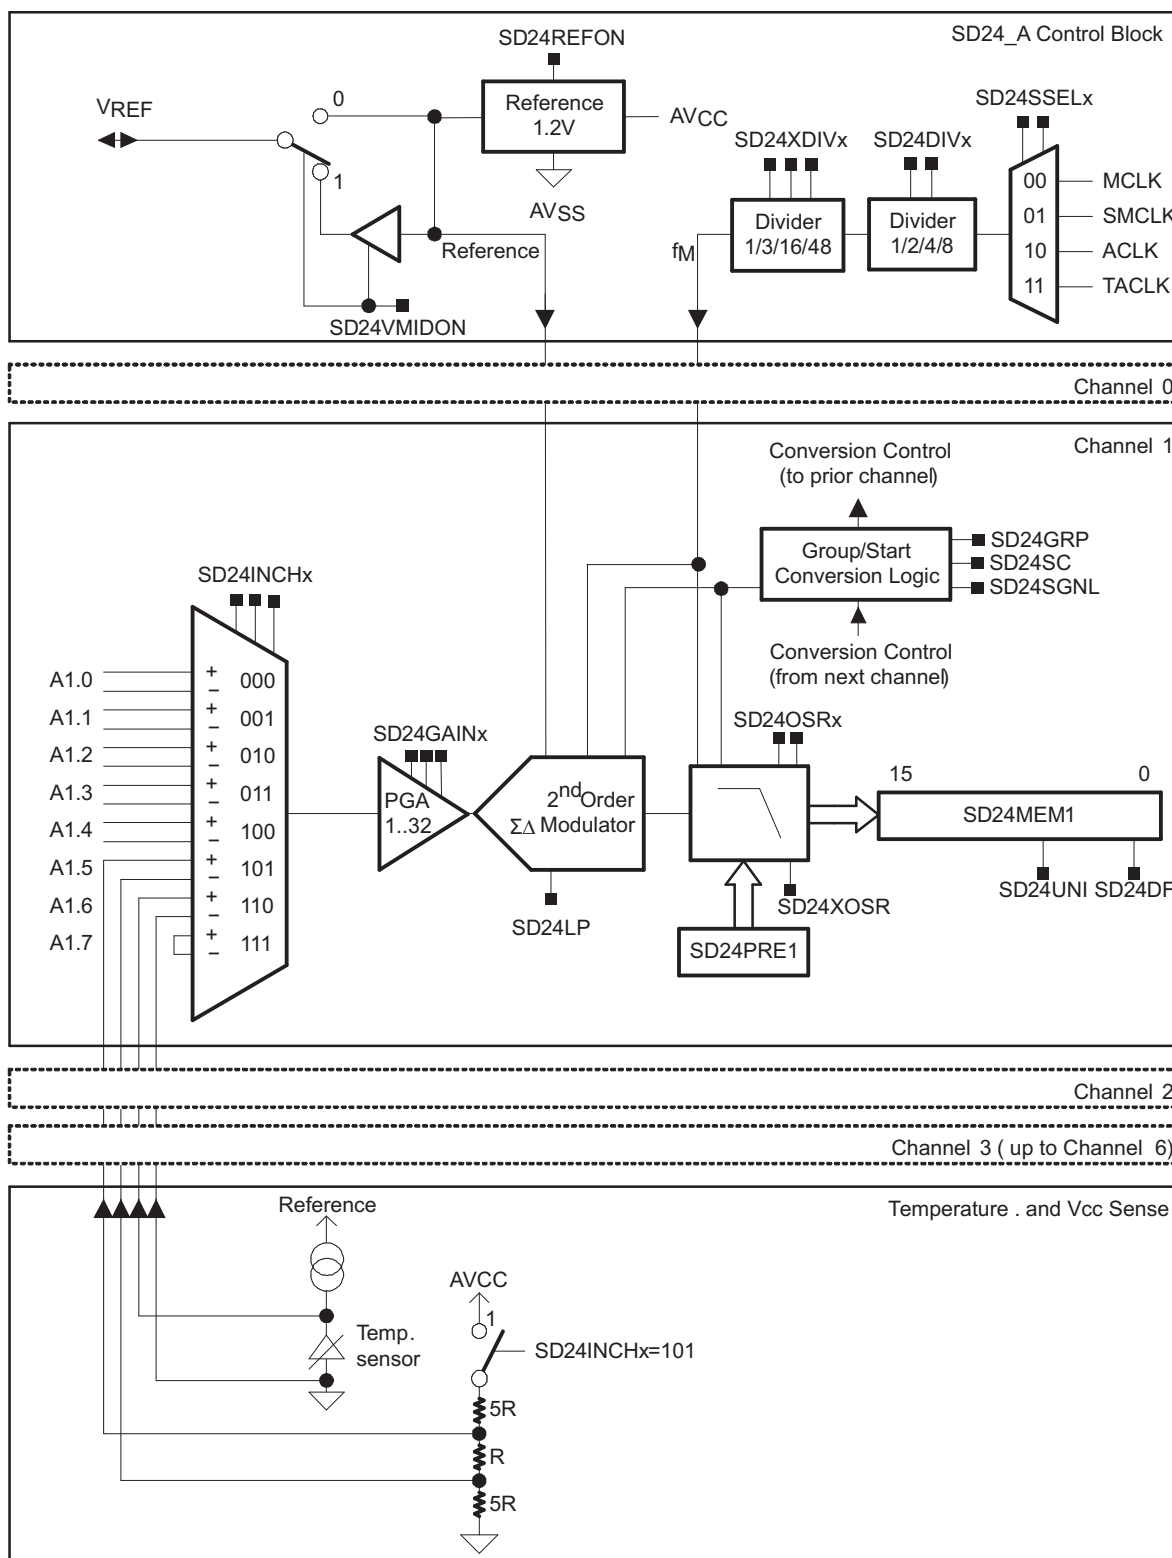 SD24_A Control Block
SD24REFON
VREF
0
1
Reference
1.2V
AVCC
AVSS
Reference
SD24VMIDON
SD24SSELx
SD24XDIVx
SD24DIVx
fM
Divider
1/3/16/48
Divider
1/2/4/8
00
MCLK
01
SMCLK
10
ACLK
11
TACLK
Channel 0
Channel 1
Conversion Control
(to prior channel)
Group/Start
Conversion Logic
SD24GRP
SD24SC
SD24SGNL
Conversion Control
(from next channel)
SD24INCHx
A1.0
+
−
000
A1.1
+
−
001
A1.2
+
−
010
A1.3
+
−
011
A1.4
+
−
100
A1.5
+
−
101
A1.6
+
−
110
A1.7
+
−
111
SD24GAINx
PGA
1..32
2nd Order
ΣΔ Modulator
SD24LP
SD24OSRx
SD24XOSR
SD24PRE1
15
0
SD24MEM1
SD24UNI
SD24DF
Channel 2
Channel 3 ( up to Channel 6)
Temperature . and Vcc Sense
Reference
Temp.
sensor
AVCC
1
SD24INCHx=101
5R
R
5R